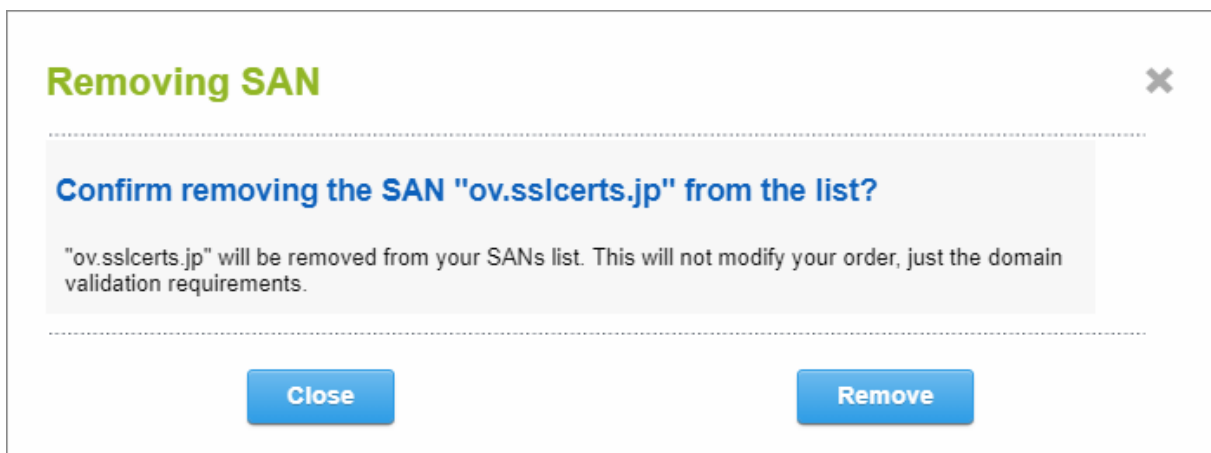 Removing SAN
Confirm removing the SAN "ov.sslcerts.jp" from the list?
"ov.sslcerts.jp" will be removed from your SANs list. This will not modify your order, just the domain
validation requirements.
Close Remove